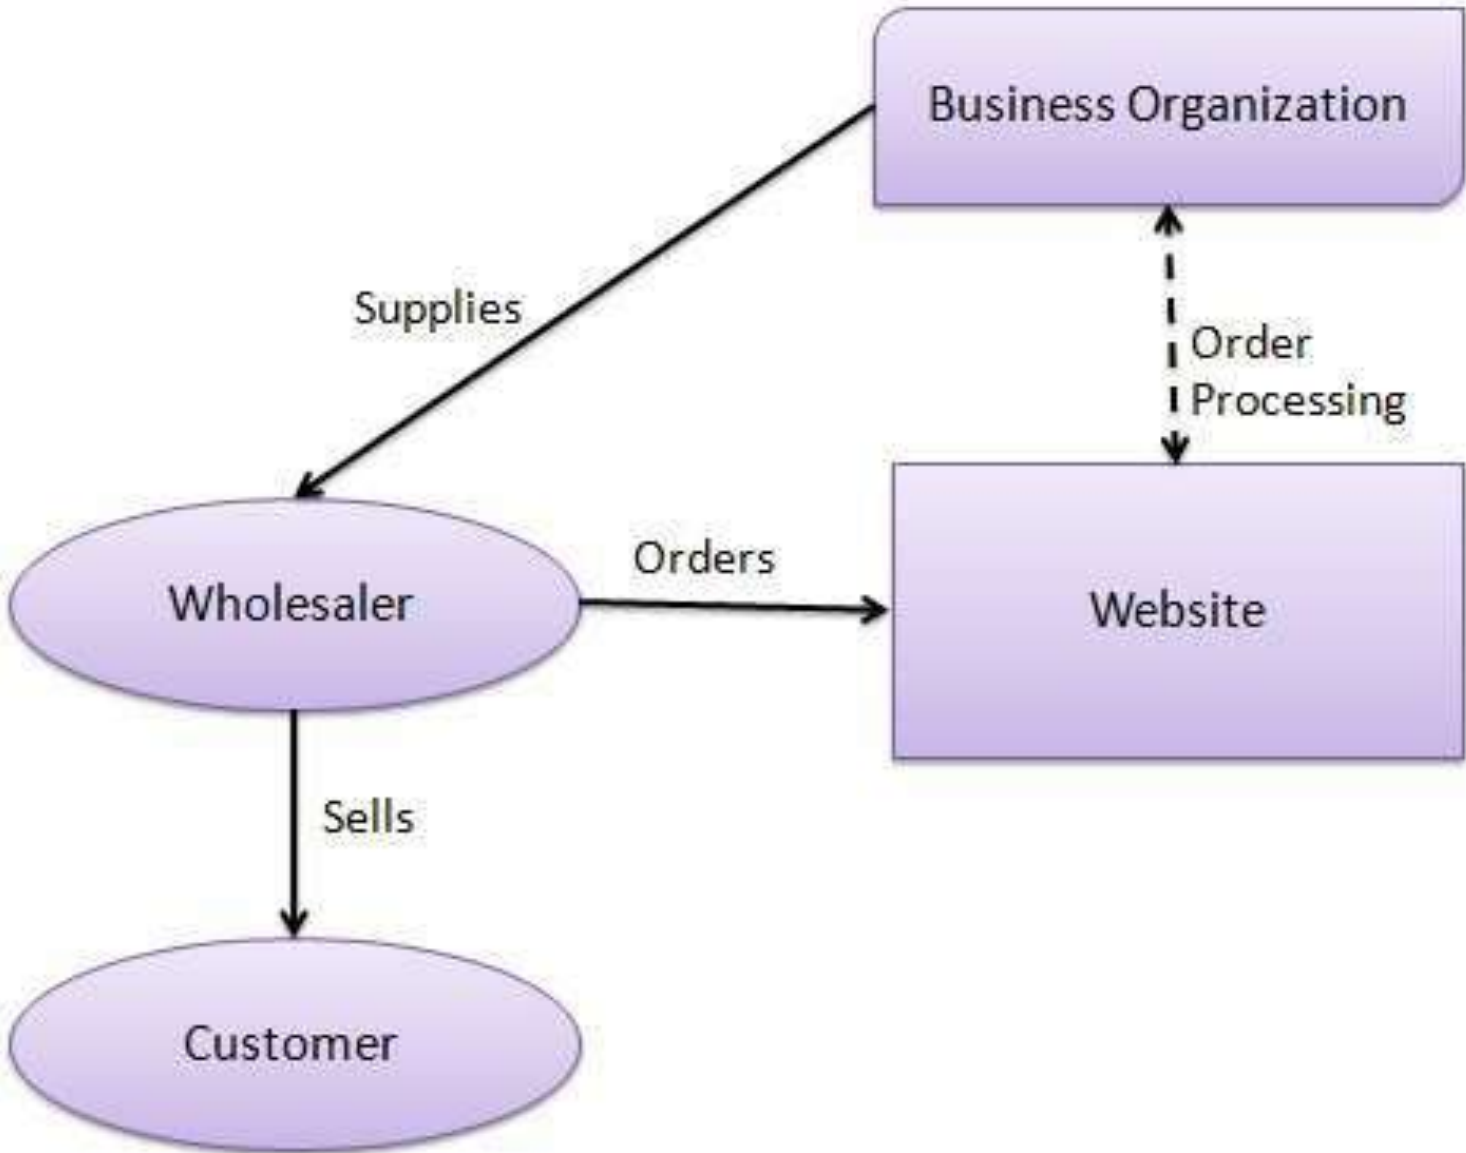 Business Organization
Supplies
Order
Processing
Orders
Wholesaler
Website
Sells
Customer